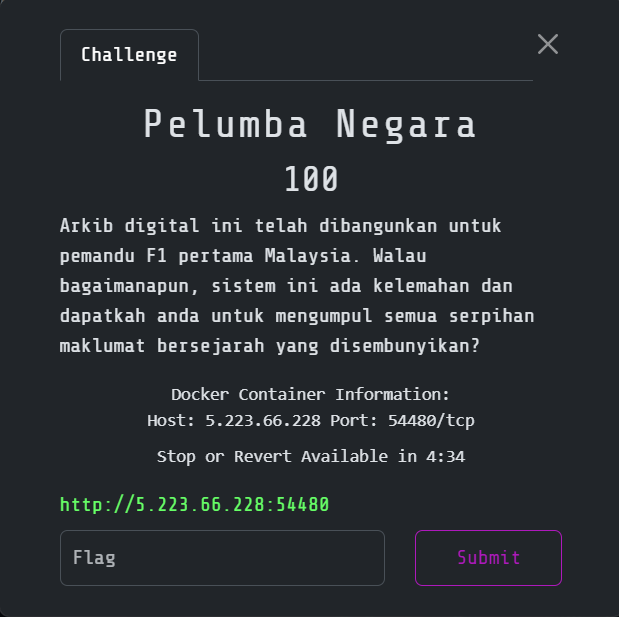 Challenge
Pelumba Negara
100
Arkib digital ini telah dibangunkan untuk
pemandu F1 pertama Malaysia. Walau
bagaimanapun, sistem ini ada kelemahan dan
dapatkah anda untuk mengumpul semua serpihan
maklumat bersejarah yang disembunyikan?
Docker Container Information:
Host: 5.223.66.228 Port: 54480/tcp
Stop or Revert Available in 4:34
http://5.223.66.228:54480
Flag
Submit